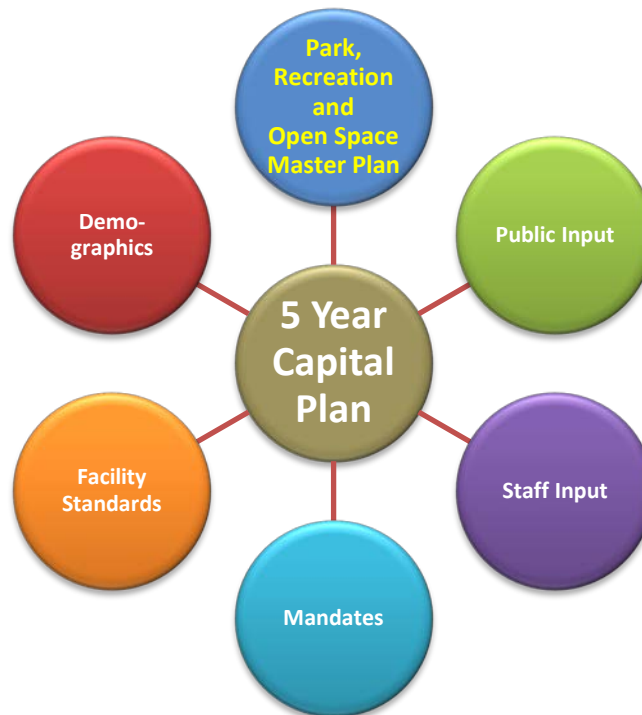 Park,
Recreation
and
Open Space
Master Plan
Demo-
graphics
Public Input
5 Year
Capital
Plan
Facility
Standards
Staff Input
Mandates